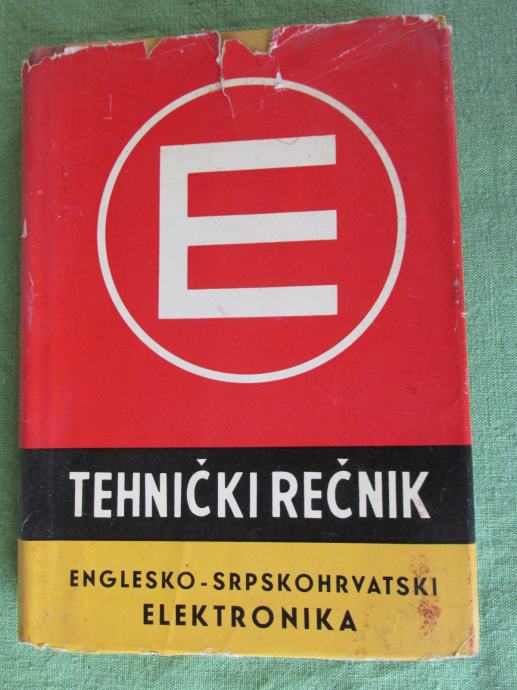 E
TEHNIČKI REČNIK
ENGLESKO-SRPSKOHRVATSKI
ELEKTRONIKA